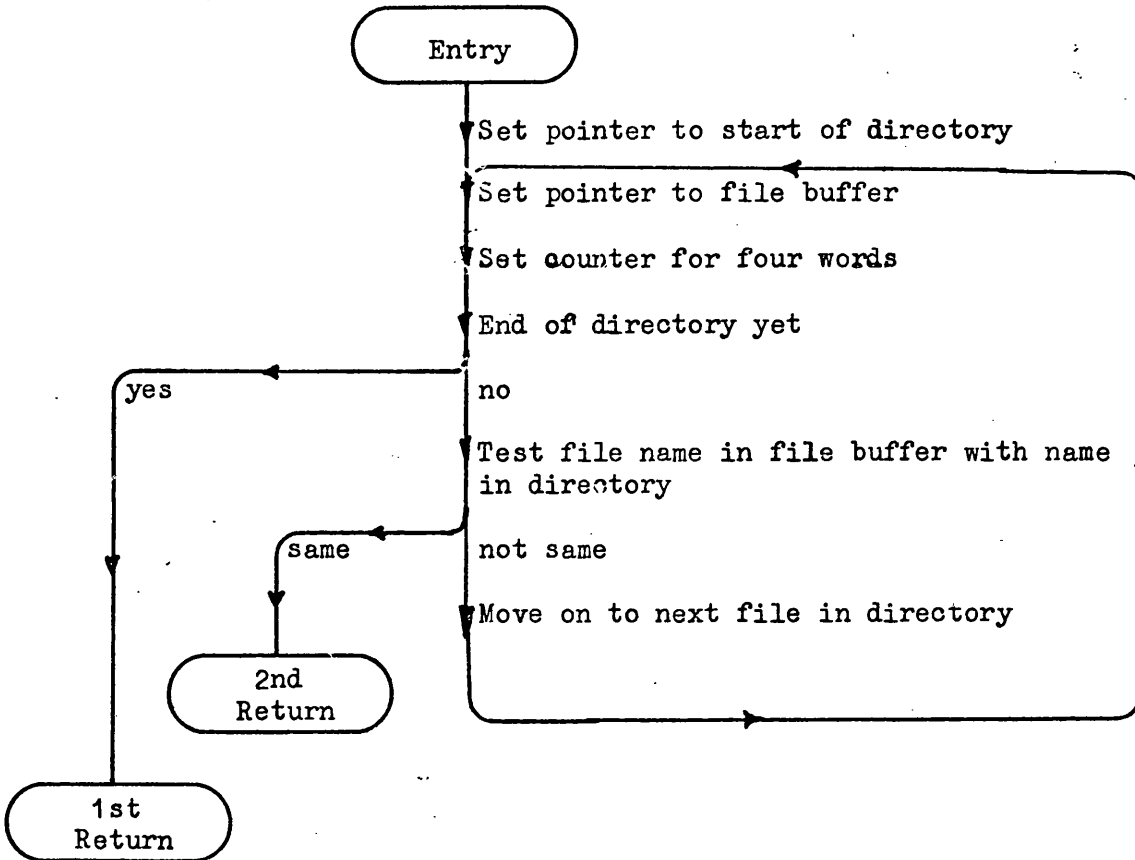 Entry
Set pointer to start of directory
Set pointer to file buffer
Set counter for four words
End of directory yet
yes
no
Test file name in file buffer with name
in directory
same
not same
Move on to next file in directory
2nd
Return
1st
Return